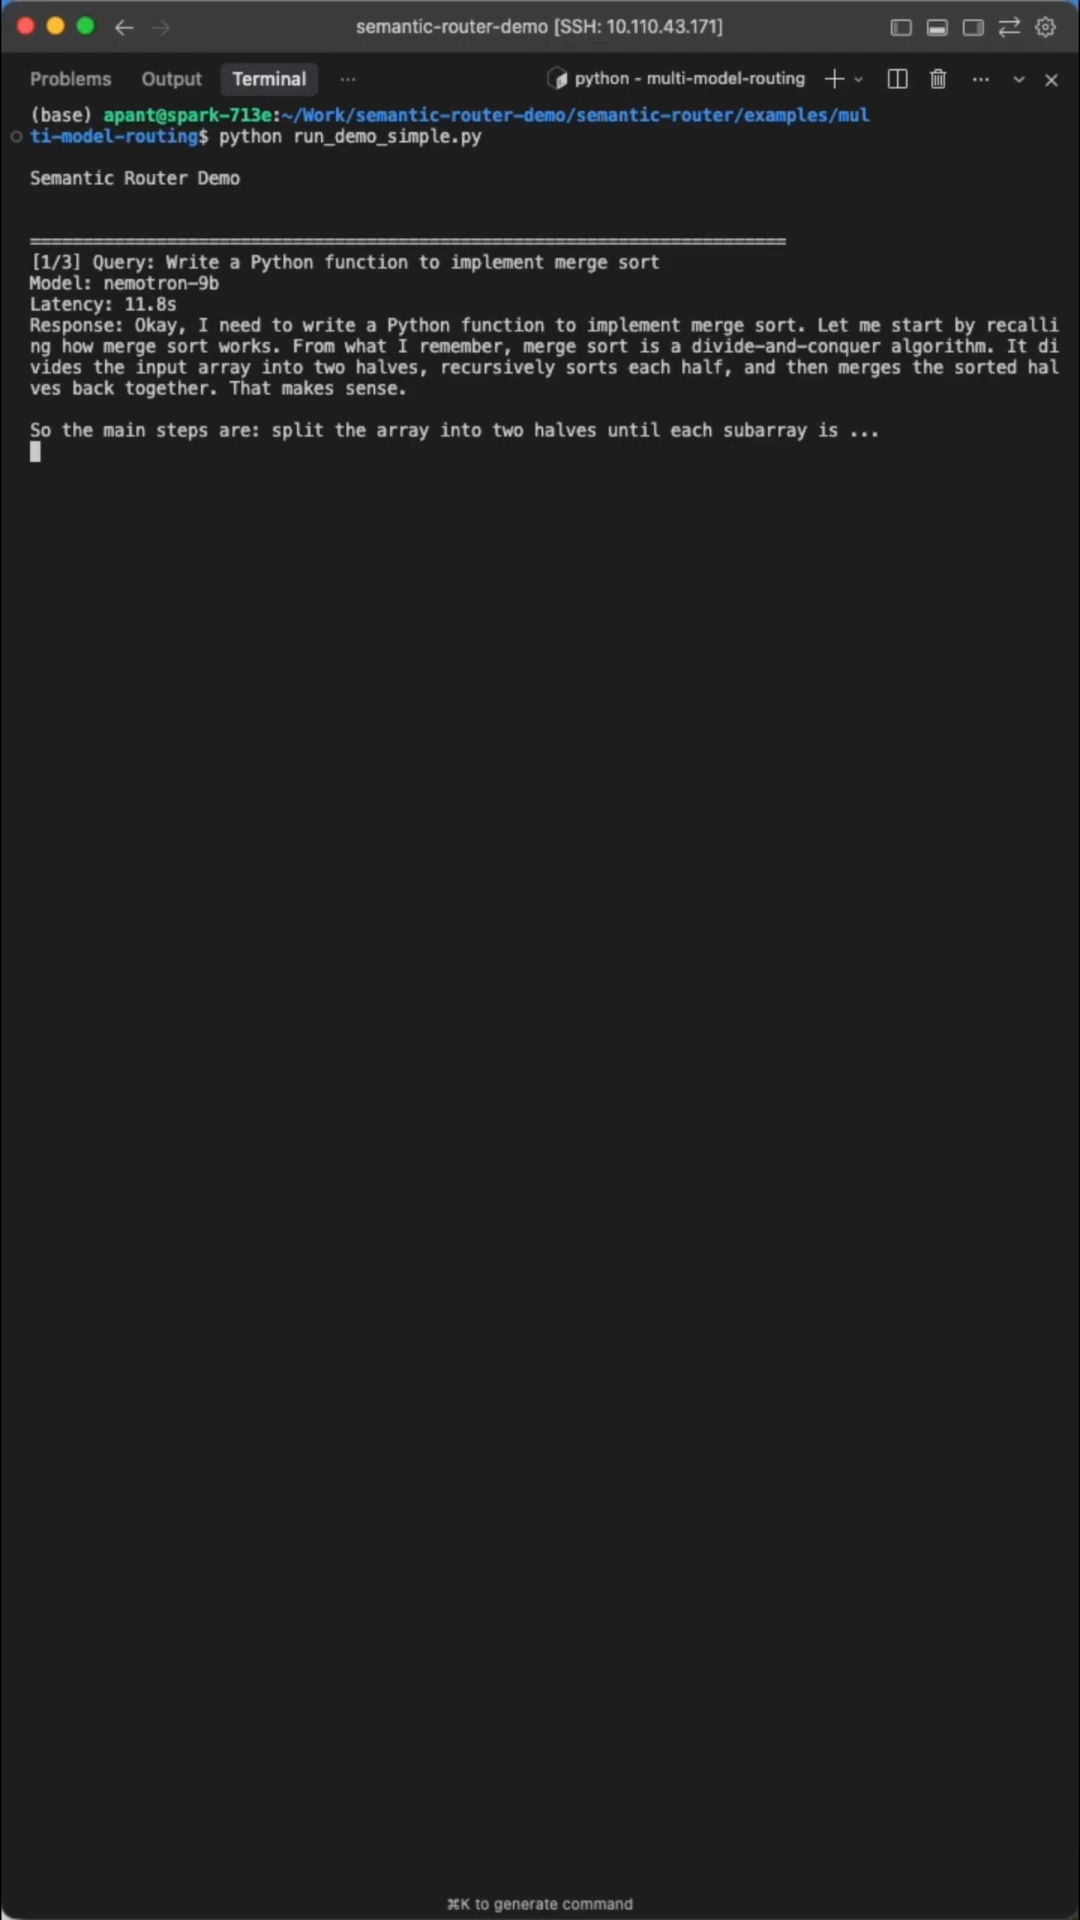 semantic-router-demo [SSH: 10.110.43.171]
Problems Output Terminal ... python - multi-model-routing
(base) apant@spark-713e:~/Work/semantic-router-demo/semantic-router/examples/mul
ti-model-routing$ python run_demo_simple.py
Semantic Router Demo
========================================================================
[1/3] Query: Write a Python function to implement merge sort
Model: nemotron-9b
Latency: 11.8s
Response: Okay, I need to write a Python function to implement merge sort. Let me start by recalli
ng how merge sort works. From what I remember, merge sort is a divide-and-conquer algorithm. It di
vides the input array into two halves, recursively sorts each half, and then merges the sorted hal
ves back together. That makes sense.
So the main steps are: split the array into two halves until each subarray is ...
⌘K to generate command